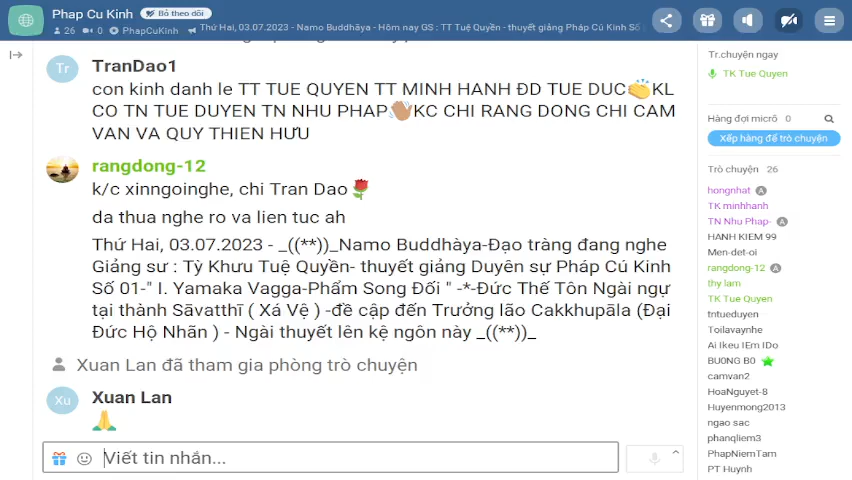 Phap Cu Kinh
Bỏ theo dõi
26 0 PhapCuKinh
Thứ Hai, 03.07.2023 - Namo Buddhāya - Hôm nay GS : TT Tuệ Quyền - thuyết giảng Pháp Cú Kinh Số
Tr
TranDao1
con kinh danh le TT TUE QUYEN TT MINH HANH ĐD TUE DUC👏KL
CO TN TUE DUYEN TN NHU PHAP👋KC CHI RANG DONG CHI CAM
VAN VA QUY THIEN HƯU
rangdong-12
k/c xinngoinghe, chi Tran Dao🌹
da thua nghe ro va lien tuc ah
Thứ Hai, 03.07.2023 - _((**))_Namo Buddhàya-Đạo tràng đang nghe
Giảng sư : Tỳ Khưu Tuệ Quyền- thuyết giảng Duyên sự Pháp Cú Kinh
Số 01-" I. Yamaka Vagga-Phẩm Song Đối " -*-Đức Thế Tôn Ngài ngự
tại thành Sāvatthī ( Xá Vệ ) -đề cập đến Trưởng lão Cakkhupāla (Đại
Đức Hộ Nhãn ) - Ngài thuyết lên kệ ngôn này _((**))_
Xuan Lan đã tham gia phòng trò chuyện
Xu
Xuan Lan
🙏
Viết tin nhắn...
Tr.chuyện ngay
TK Tue Quyen
Hàng đợi micrô 0
Xếp hàng để trò chuyện
Trò chuyện 26
hongnhat A
TK minhhanh
TN Nhu Phap- A
HANH KIEM 99
Men-det-oi
rangdong-12 A
thy lam
TK Tue Quyen
tntueduyen
Toilavaynhe
Ai Ikeu IEm IDo
BU0NG B0
camvan2
HoaNguyet-8
Huyenmong2013
ngao sac
phanqliem3
PhapNiemTam
PT Huynh